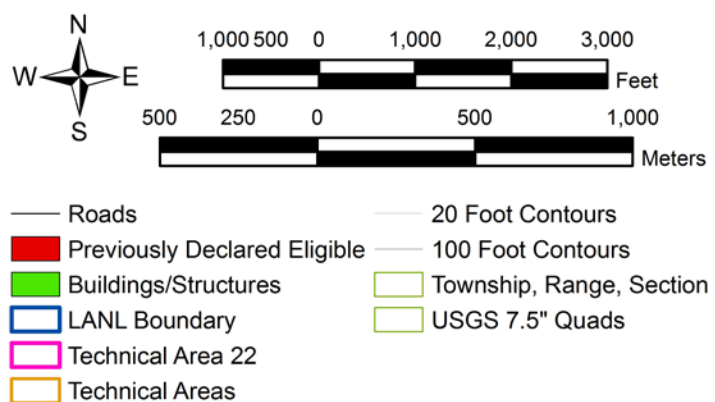 N
W E
S
1,000 500 0 1,000 2,000 3,000
Feet
500 250 0 500 1,000
Meters
Roads
Previously Declared Eligible
Buildings/Structures
LANL Boundary
Technical Area 22
Technical Areas
20 Foot Contours
100 Foot Contours
Township, Range, Section
USGS 7.5" Quads